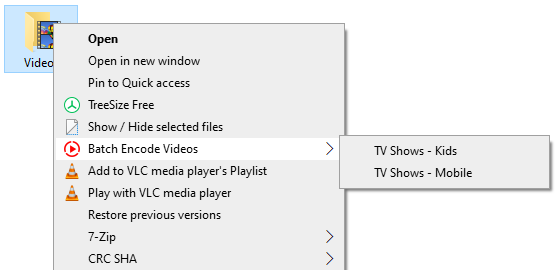 Video
Open
Open in new window
Pin to Quick access
TreeSize Free
Show / Hide selected files
Batch Encode Videos
TV Shows - Kids
TV Shows - Mobile
Add to VLC media player's Playlist
Play with VLC media player
Restore previous versions
7-Zip
CRC SHA